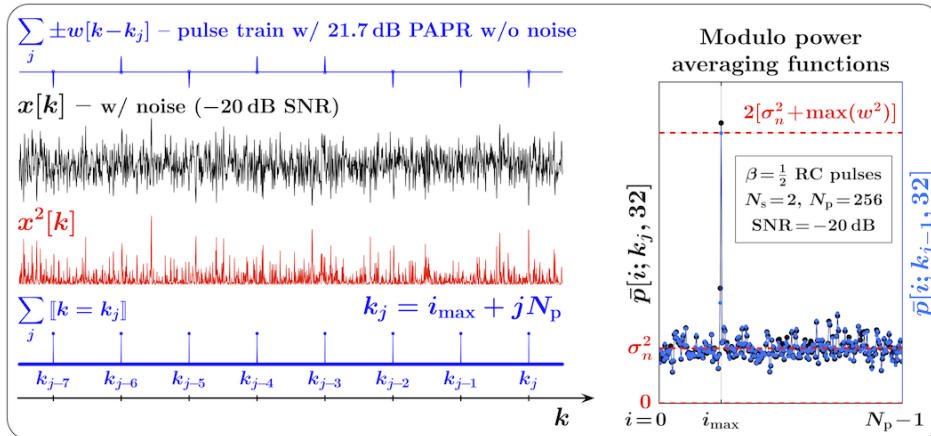 ∑_j ±w[k−k_j] – pulse train w/ 21.7 dB PAPR w/o noise
x[k] – w/ noise (−20 dB SNR)
x²[k]
∑_j ⟦k = k_j⟧
k_j = i_max + jN_p
k_{j−7} k_{j−6} k_{j−5} k_{j−4} k_{j−3} k_{j−2} k_{j−1} k_j
k
Modulo power
averaging functions
2[σ_n²+max(w²)]
β=½ RC pulses
N_s=2, N_p=256
SNR=−20 dB
p̄[i; k_j, 32]
p̄[i; k_{j−1}, 32]
σ_n²
0
i=0 i_max N_p−1